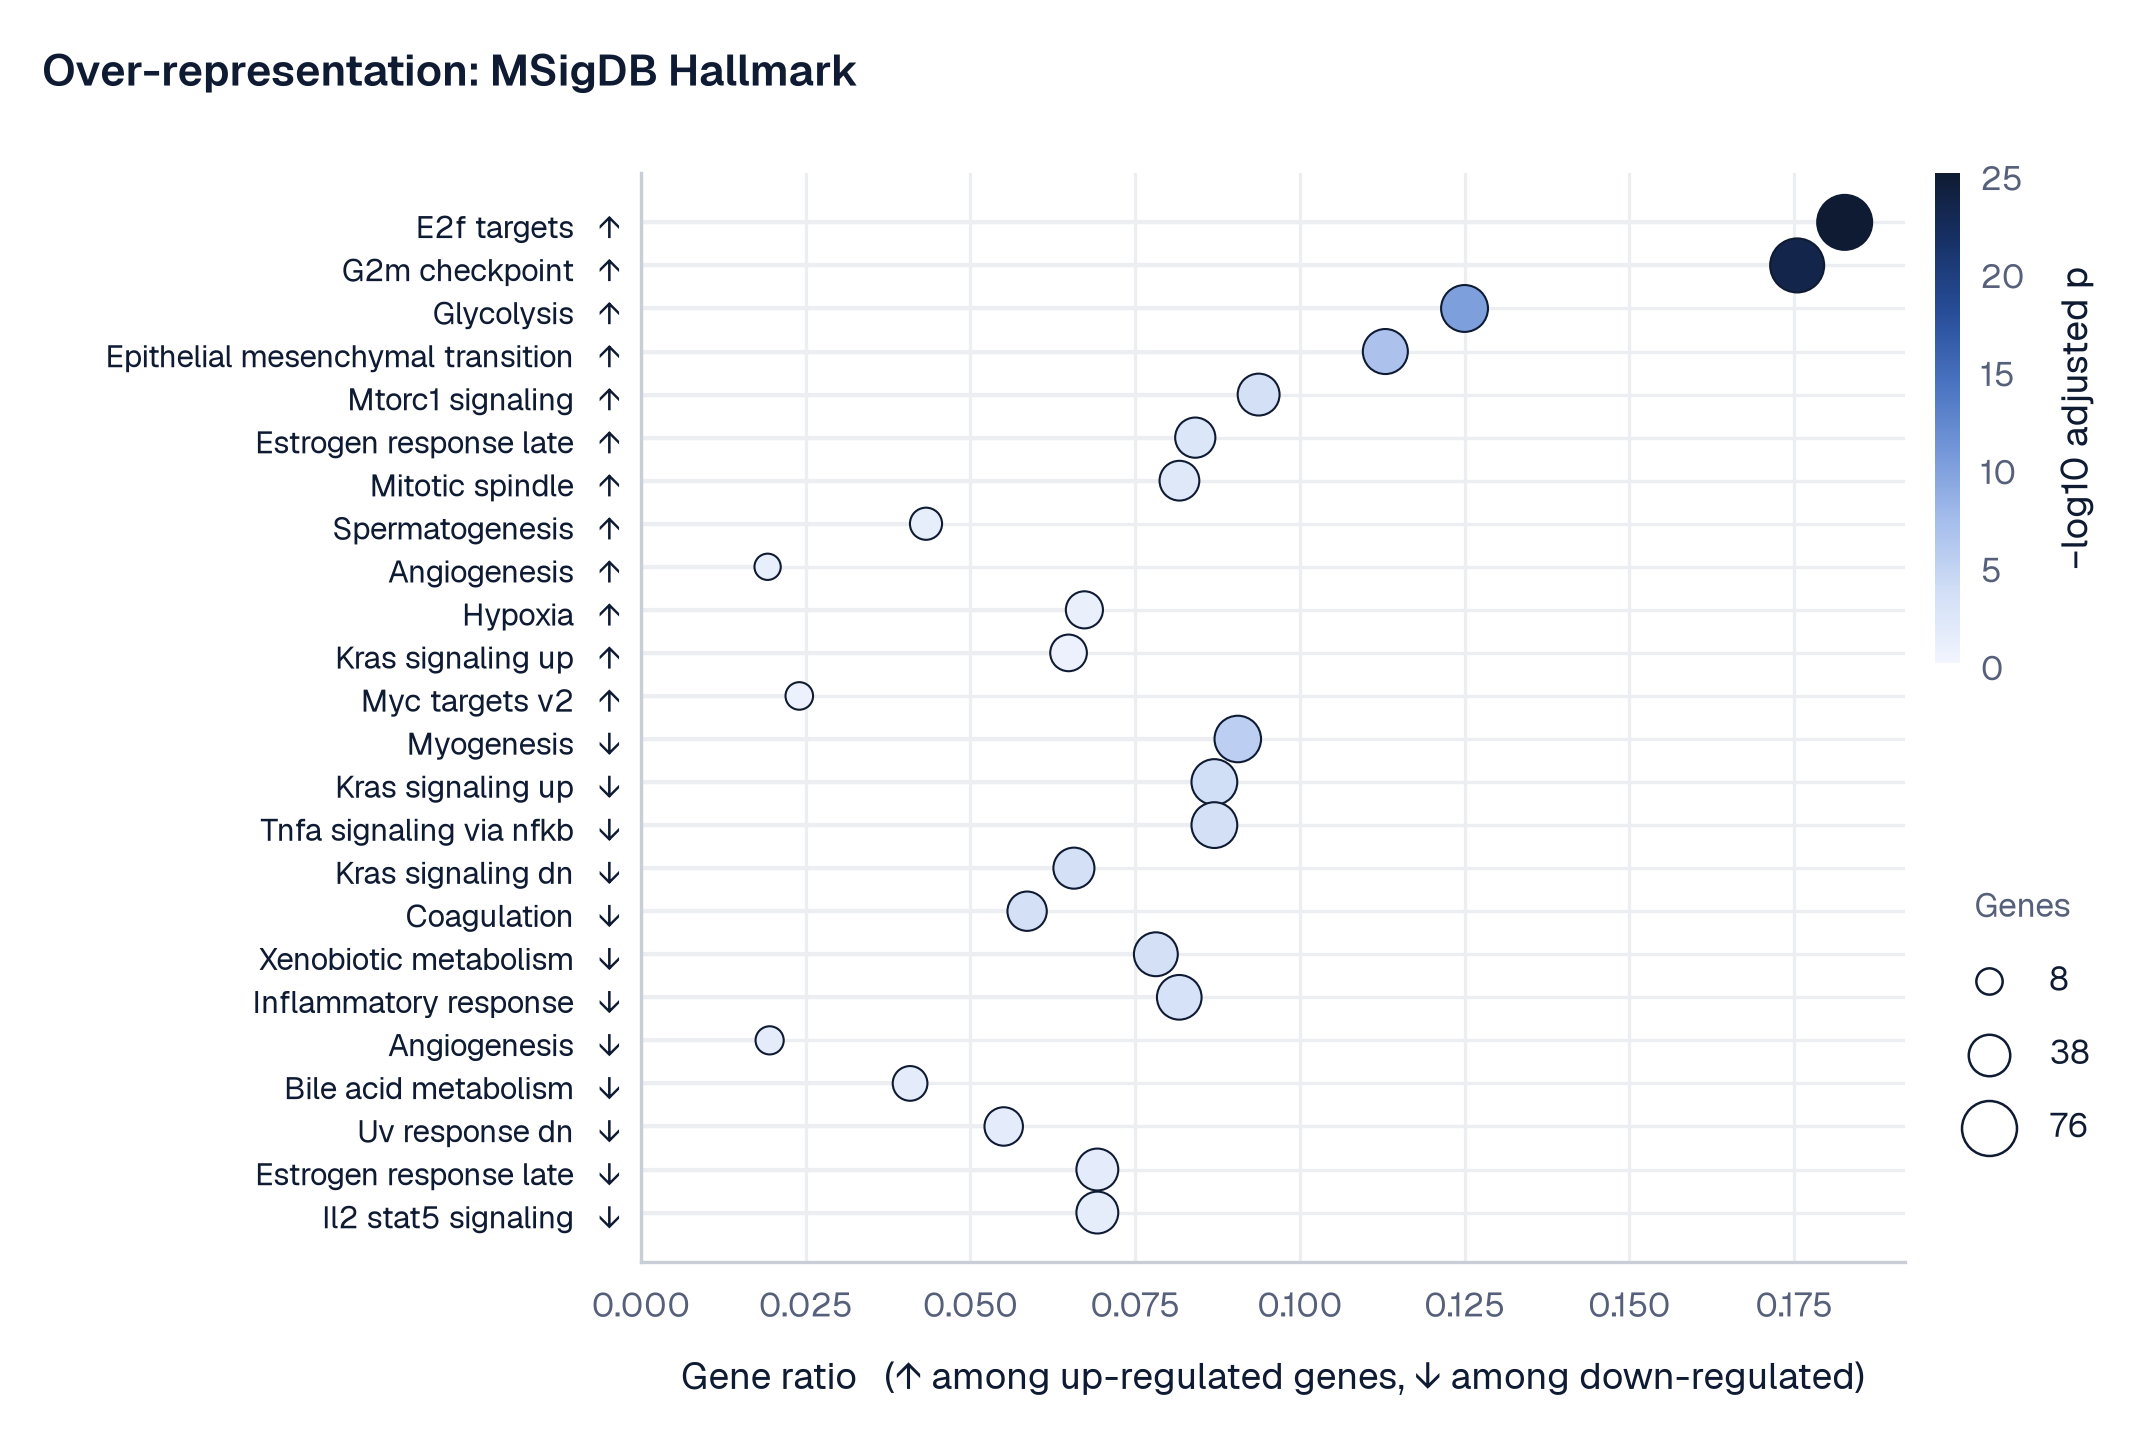 Over-representation: MSigDB Hallmark
E2f targets ↑
G2m checkpoint ↑
Glycolysis ↑
Epithelial mesenchymal transition ↑
Mtorc1 signaling ↑
Estrogen response late ↑
Mitotic spindle ↑
Spermatogenesis ↑
Angiogenesis ↑
Hypoxia ↑
Kras signaling up ↑
Myc targets v2 ↑
Myogenesis ↓
Kras signaling up ↓
Tnfa signaling via nfkb ↓
Kras signaling dn ↓
Coagulation ↓
Xenobiotic metabolism ↓
Inflammatory response ↓
Angiogenesis ↓
Bile acid metabolism ↓
Uv response dn ↓
Estrogen response late ↓
Il2 stat5 signaling ↓
0.000 0.025 0.050 0.075 0.100 0.125 0.150 0.175
Gene ratio (↑ among up-regulated genes, ↓ among down-regulated)
25
20
15
10
5
0
−log10 adjusted p
Genes
8
38
76